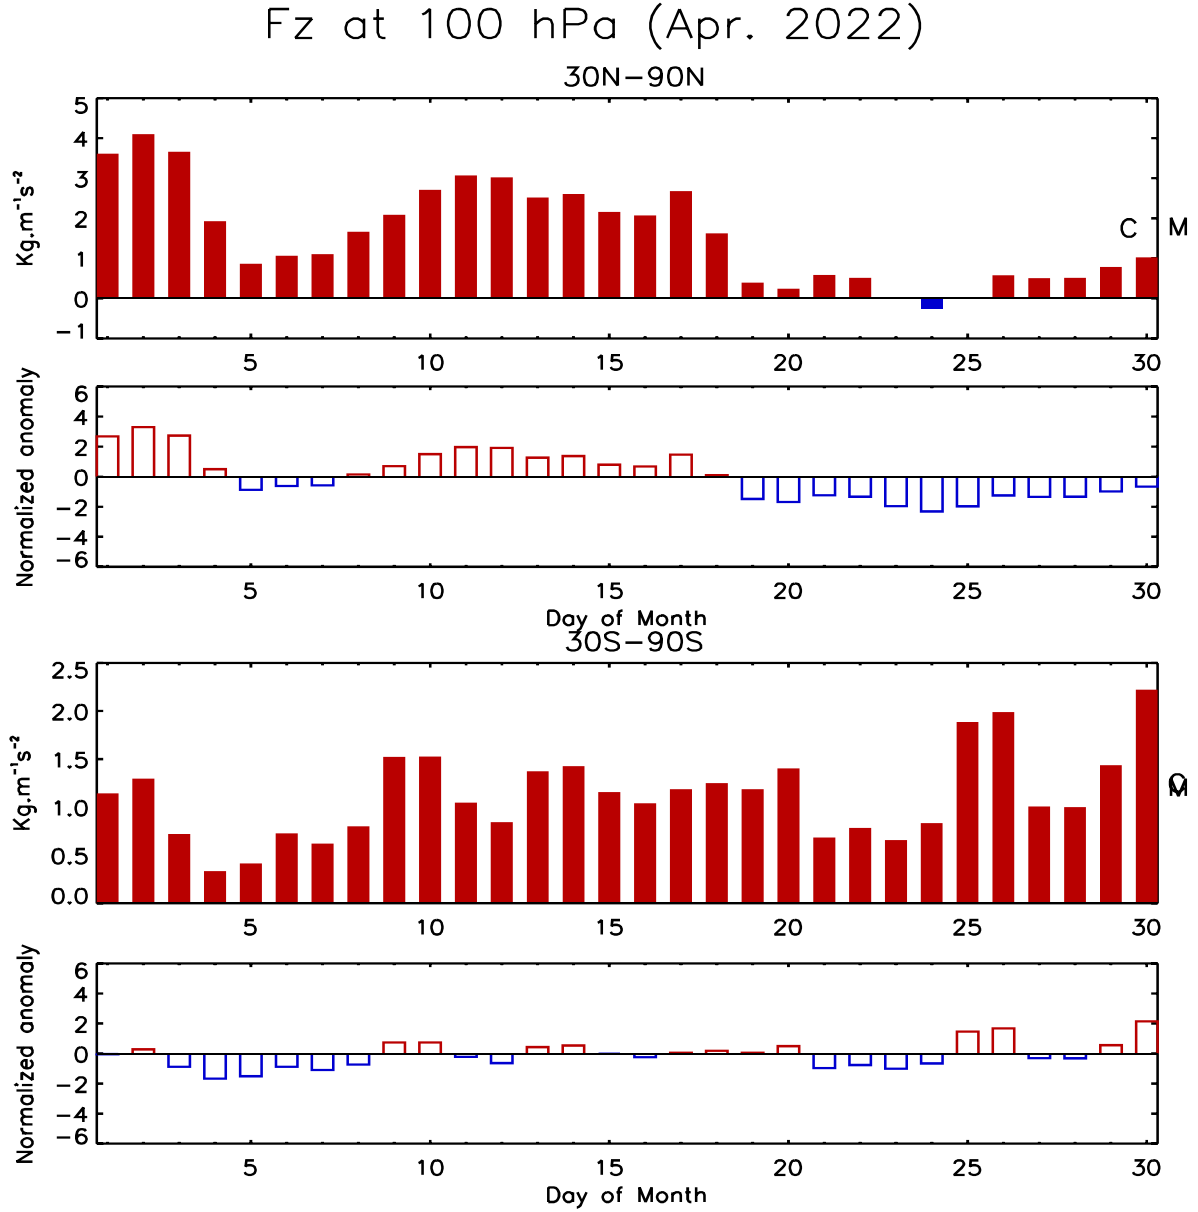 Fz at 100 hPa (Apr. 2022)
30N-90N
Kg.m⁻¹s⁻²
5
4
3
2
1
0
-1
C M
5 10 15 20 25 30
Normalized anomaly
6
4
2
0
-2
-4
-6
5 10 15 20 25 30
Day of Month
30S-90S
Kg.m⁻¹s⁻²
2.5
2.0
1.5
1.0
0.5
0.0
C
M
5 10 15 20 25 30
Normalized anomaly
6
4
2
0
-2
-4
-6
5 10 15 20 25 30
Day of Month